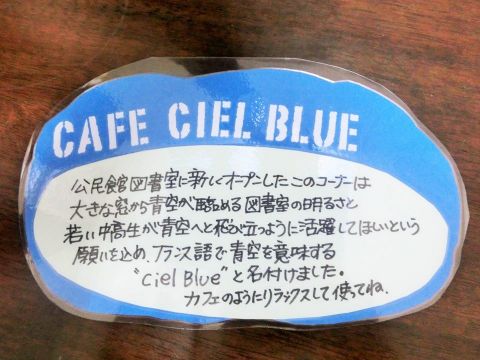 CAFE CIEL BLUE
公民館図書室に新しくオープンしたこのコーナーは
大きな窓から青空が臨める図書室の明るさと
若い中高生が青空へと飛び立つように活躍してほしいという
願いを込め、フランス語で青空を意味する
"Ciel Blue"と名付けました。
カフェのようにリラックスして使ってね。